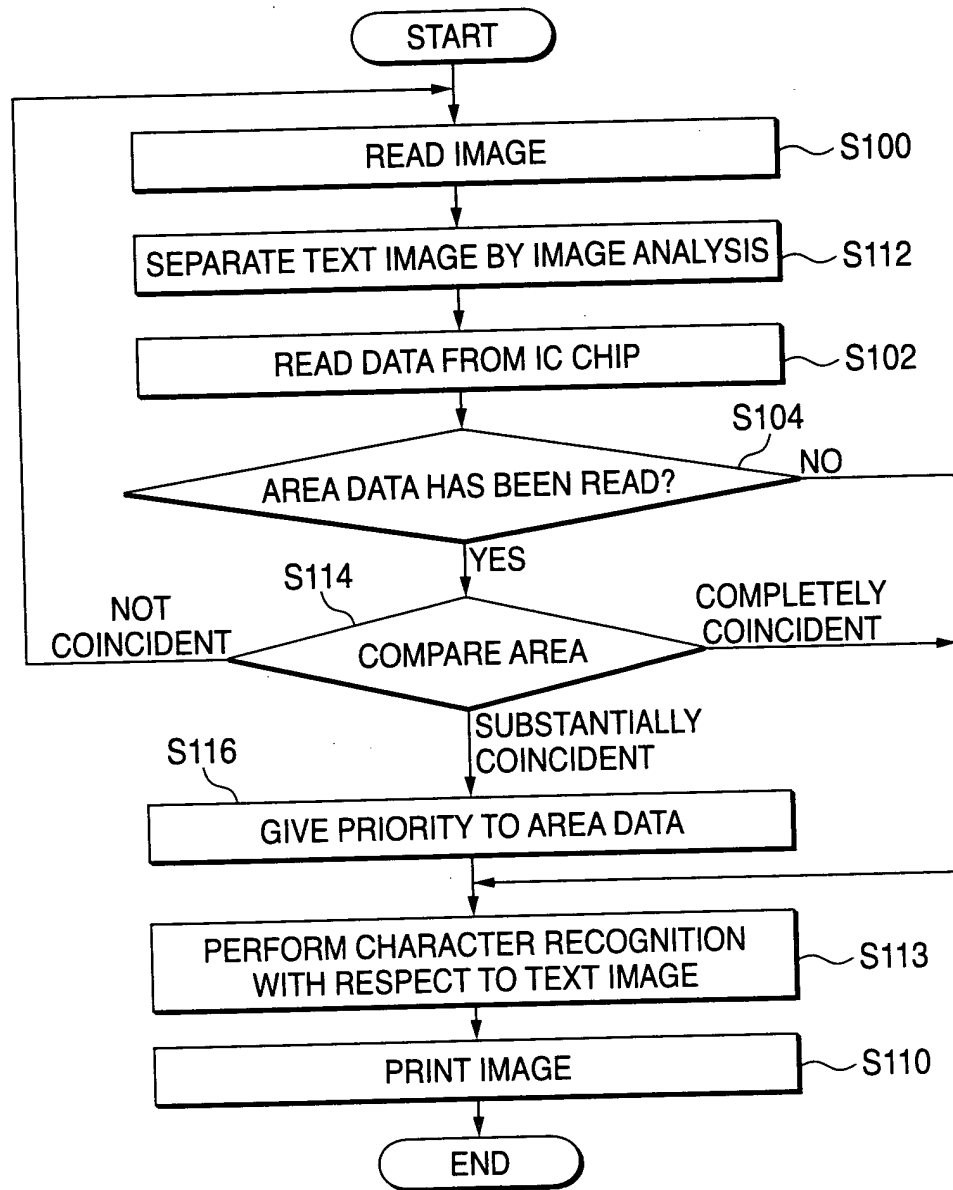 START
READ IMAGE
S100
SEPARATE TEXT IMAGE BY IMAGE ANALYSIS
S112
READ DATA FROM IC CHIP
S102
S104
AREA DATA HAS BEEN READ?
NO
YES
S114
NOT
COINCIDENT
COMPARE AREA
COMPLETELY
COINCIDENT
SUBSTANTIALLY
COINCIDENT
S116
GIVE PRIORITY TO AREA DATA
PERFORM CHARACTER RECOGNITION
WITH RESPECT TO TEXT IMAGE
S113
PRINT IMAGE
S110
END